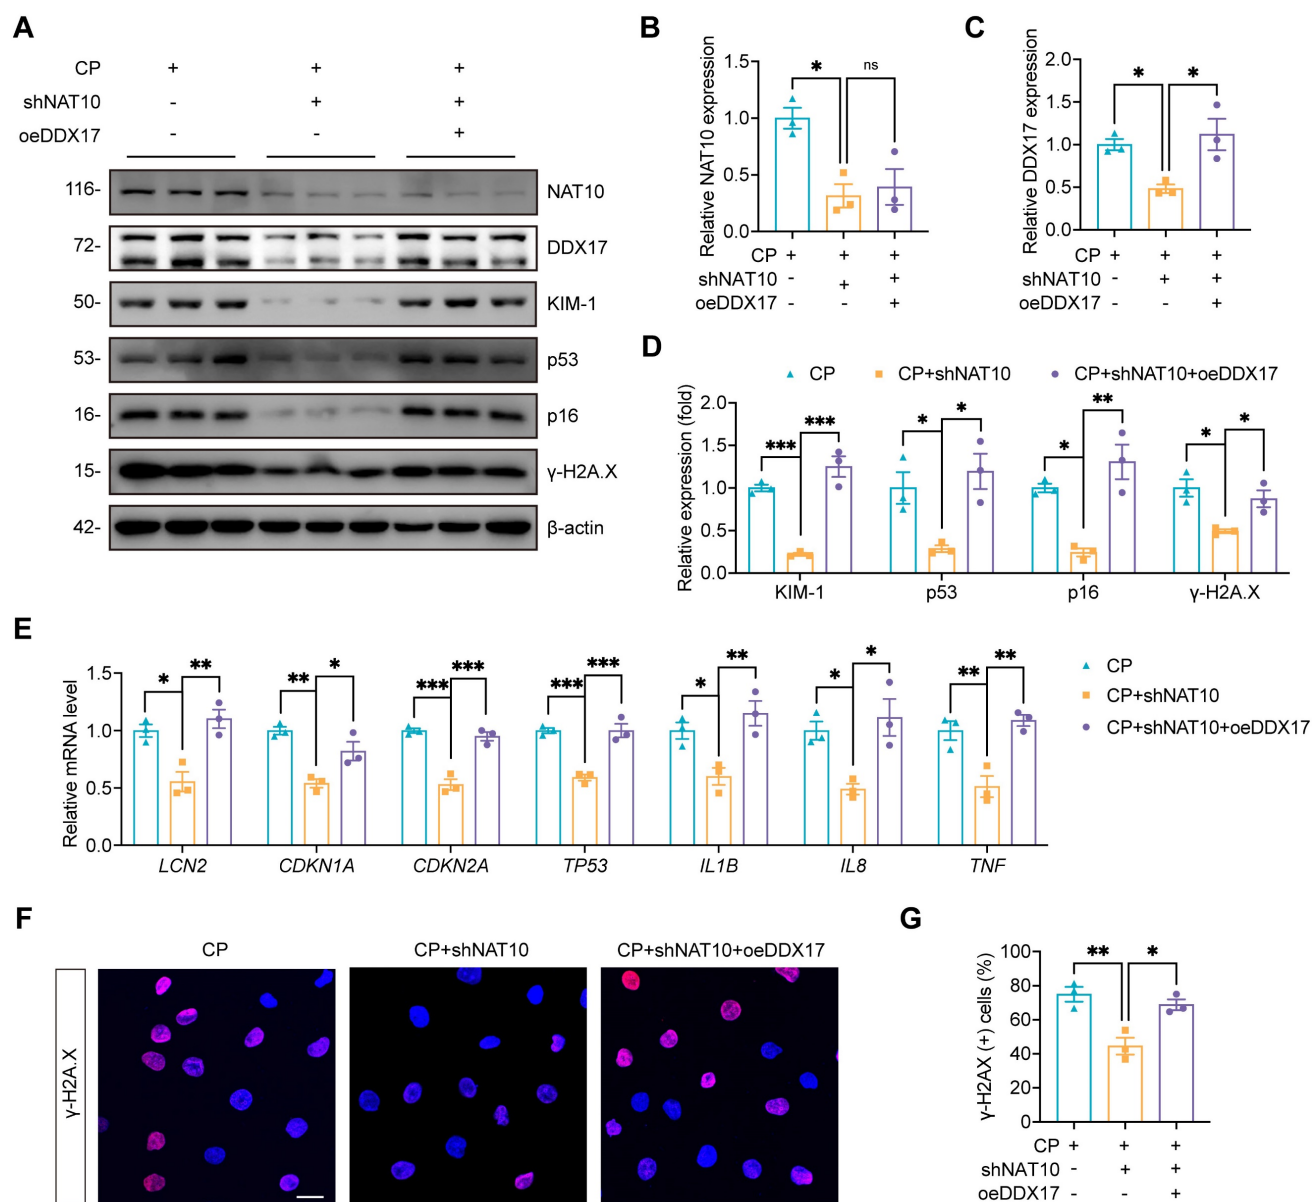 A
CP + + +
shNAT10 - + +
oeDDX17 - - +
116- NAT10
72- DDX17
50- KIM-1
53- p53
16- p16
15- γ-H2A.X
42- β-actin
B
Relative NAT10 expression
1.5
1.0
0.5
0.0
* ns
CP + + +
shNAT10 - + +
oeDDX17 - - +
C
Relative DDX17 expression
2.0
1.5
1.0
0.5
0.0
* *
CP + + +
shNAT10 - + +
oeDDX17 - - +
D
CP CP+shNAT10 CP+shNAT10+oeDDX17
Relative expression (fold)
2.0
1.5
1.0
0.5
0.0
*** *** * * * ** * *
KIM-1 p53 p16 γ-H2A.X
E
Relative mRNA level
1.5
1.0
0.5
0.0
* ** ** * *** *** *** *** * ** * * ** **
LCN2 CDKN1A CDKN2A TP53 IL1B IL8 TNF
CP
CP+shNAT10
CP+shNAT10+oeDDX17
F
CP CP+shNAT10 CP+shNAT10+oeDDX17
γ-H2A.X
G
γ-H2AX (+) cells (%)
100
80
60
40
20
0
** *
CP + + +
shNAT10 - + +
oeDDX17 - - +